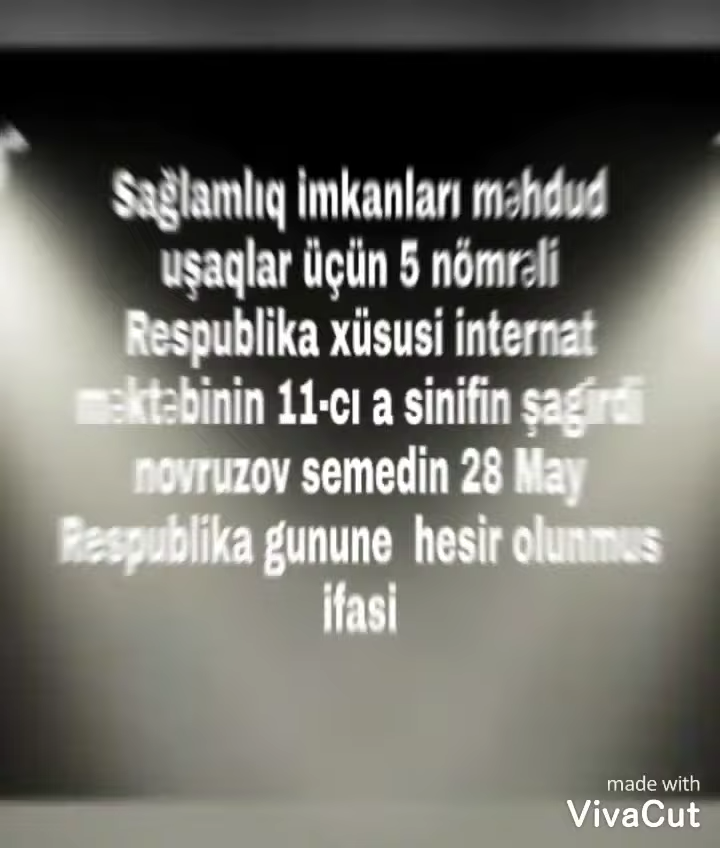 Sağlamlıq imkanları məhdud
uşaqlar üçün 5 nömrəli
Respublika xüsusi internat
məktəbinin 11-cı a sinifin şagirdi
novruzov semedin 28 May
Respublika gunune hesir olunmus
ifasi
made with
VivaCut